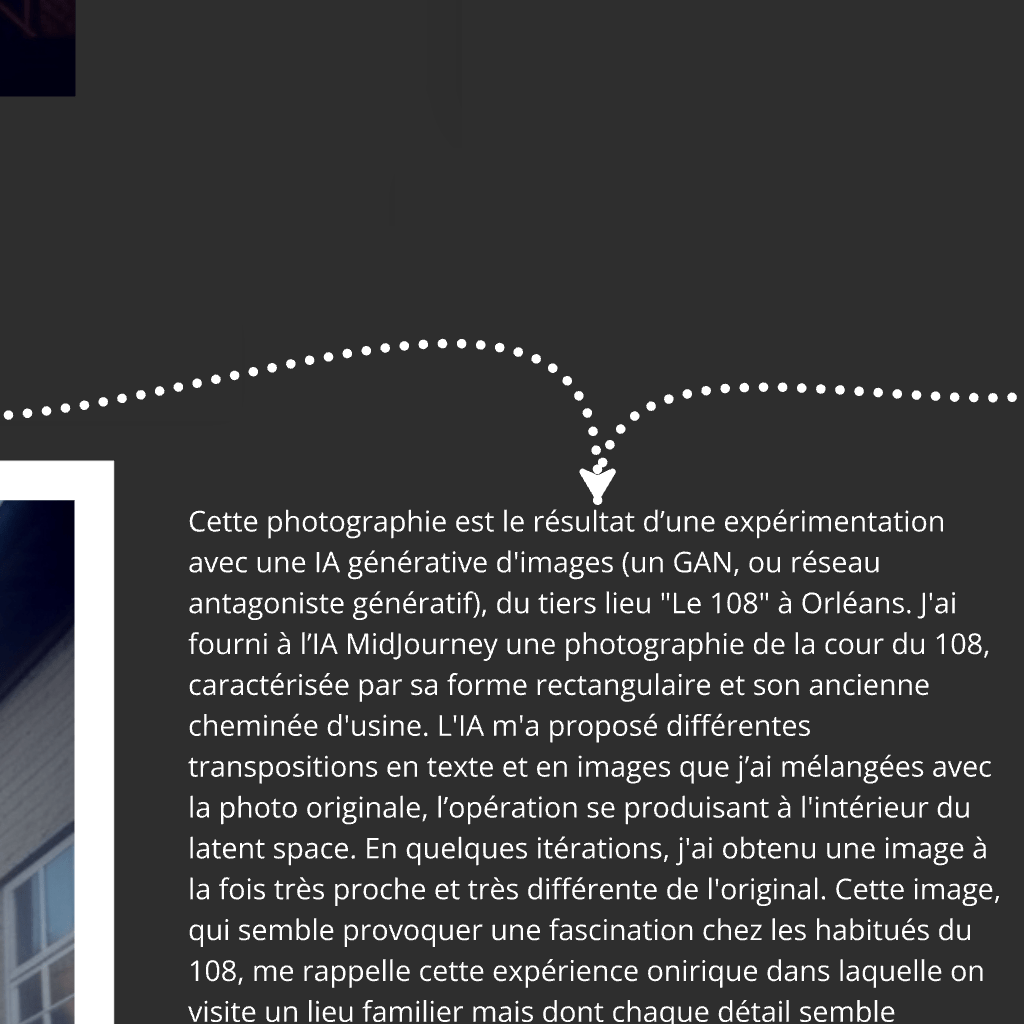 Cette photographie est le résultat d’une expérimentation
avec une IA générative d'images (un GAN, ou réseau
antagoniste génératif), du tiers lieu "Le 108" à Orléans. J'ai
fourni à l’IA MidJourney une photographie de la cour du 108,
caractérisée par sa forme rectangulaire et son ancienne
cheminée d'usine. L'IA m'a proposé différentes
transpositions en texte et en images que j’ai mélangées avec
la photo originale, l’opération se produisant à l'intérieur du
latent space. En quelques itérations, j'ai obtenu une image à
la fois très proche et très différente de l'original. Cette image,
qui semble provoquer une fascination chez les habitués du
108, me rappelle cette expérience onirique dans laquelle on
visite un lieu familier mais dont chaque détail semble